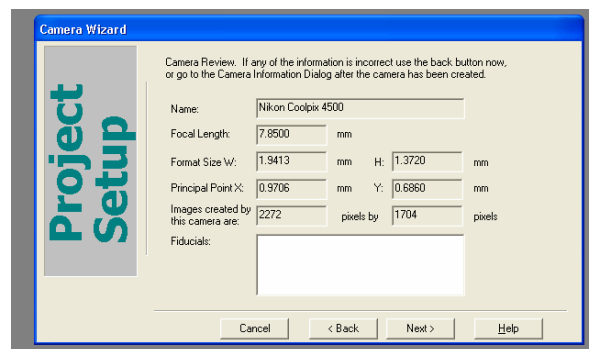 Camera Wizard
Project
Setup
Camera Review. If any of the information is incorrect use the back button now,
or go to the Camera Information Dialog after the camera has been created.
Name: Nikon Coolpix 4500
Focal Length: 7.8500 mm
Format Size W: 1.9413 mm H: 1.3720 mm
Principal Point X: 0.9706 mm Y: 0.6860 mm
Images created by
this camera are: 2272 pixels by 1704 pixels
Fiducials:
Cancel < Back Next > Help